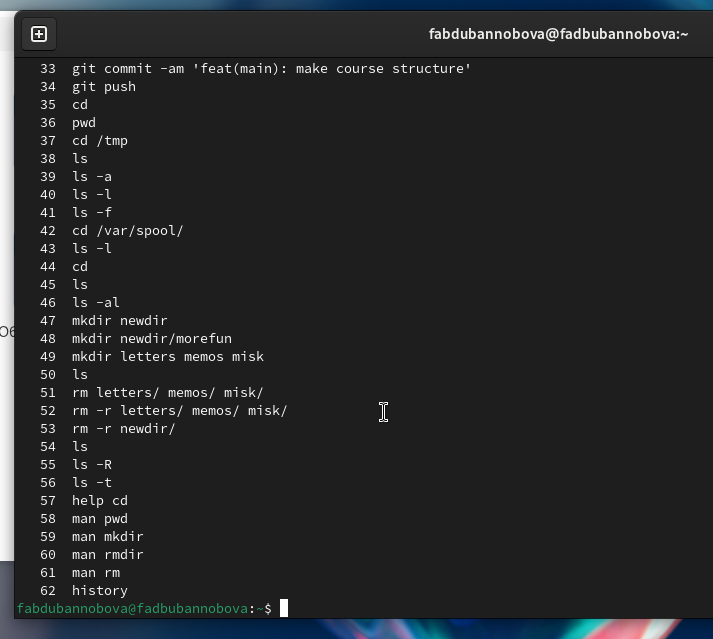 fabdubannobova@fadbubannobova:~
33 git commit -am 'feat(main): make course structure'
34 git push
35 cd
36 pwd
37 cd /tmp
38 ls
39 ls -a
40 ls -l
41 ls -f
42 cd /var/spool/
43 ls -l
44 cd
45 ls
46 ls -al
47 mkdir newdir
48 mkdir newdir/morefun
49 mkdir letters memos misk
50 ls
51 rm letters/ memos/ misk/
52 rm -r letters/ memos/ misk/
53 rm -r newdir/
54 ls
55 ls -R
56 ls -t
57 help cd
58 man pwd
59 man mkdir
60 man rmdir
61 man rm
62 history
fabdubannobova@fadbubannobova:~$